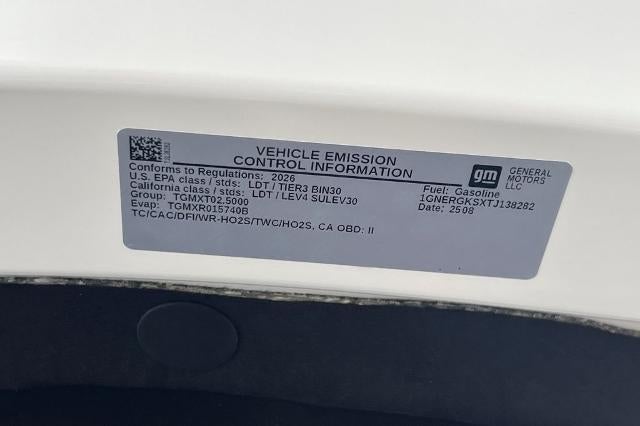 VEHICLE EMISSION
CONTROL INFORMATION
Conforms to Regulations: 2026
U.S. EPA class / stds: LDT / TIER3 BIN30
California class / stds: LDT / LEV4 SULEV30
Group: TGMXT02.5000
Evap: TGMXR015740B
TC/CAC/DFI/WR-HO2S/TWC/HO2S, CA OBD: II
gm
GENERAL
MOTORS
LLC
Fuel: Gasoline
1GNERGKSXTJ138282
Date: 2508